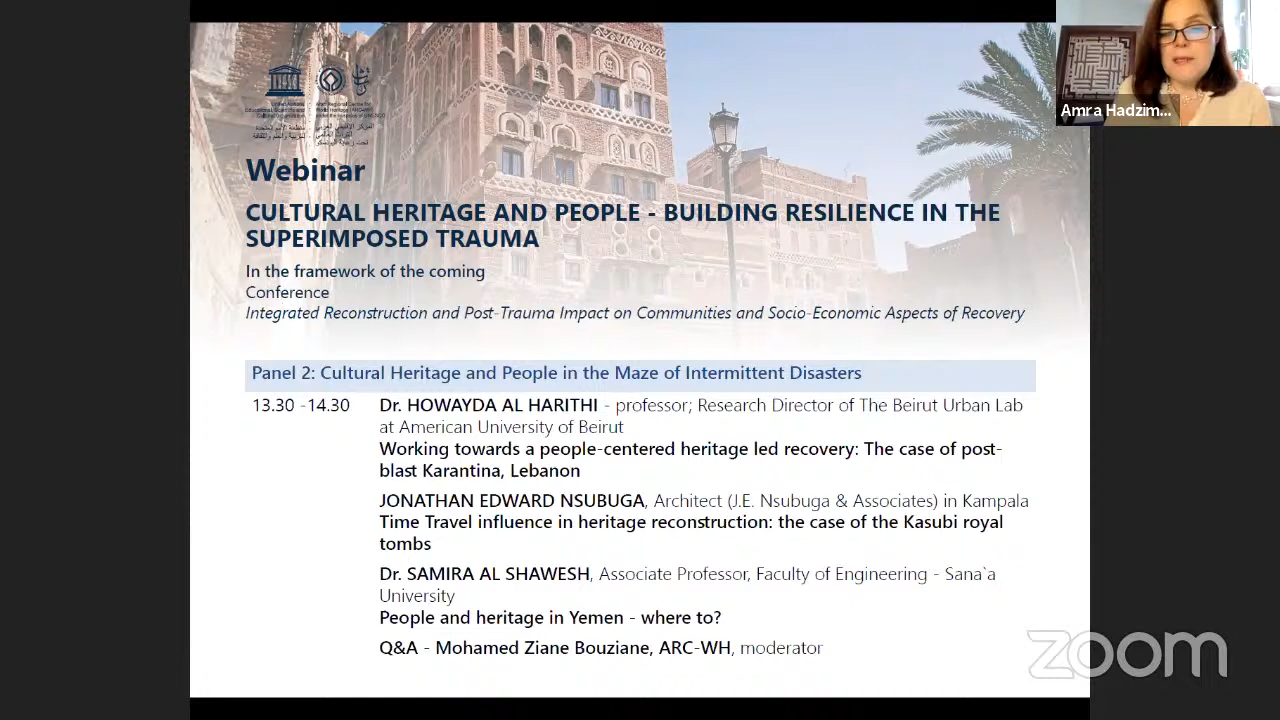 Amra Hadzim...
Webinar
CULTURAL HERITAGE AND PEOPLE - BUILDING RESILIENCE IN THE
SUPERIMPOSED TRAUMA
In the framework of the coming
Conference
Integrated Reconstruction and Post-Trauma Impact on Communities and Socio-Economic Aspects of Recovery
Panel 2: Cultural Heritage and People in the Maze of Intermittent Disasters
13.30 -14.30
Dr. HOWAYDA AL HARITHI - professor; Research Director of The Beirut Urban Lab
at American University of Beirut
Working towards a people-centered heritage led recovery: The case of post-
blast Karantina, Lebanon
JONATHAN EDWARD NSUBUGA, Architect (J.E. Nsubuga & Associates) in Kampala
Time Travel influence in heritage reconstruction: the case of the Kasubi royal
tombs
Dr. SAMIRA AL SHAWESH, Associate Professor, Faculty of Engineering - Sana`a
University
People and heritage in Yemen - where to?
Q&A - Mohamed Ziane Bouziane, ARC-WH, moderator
zoom